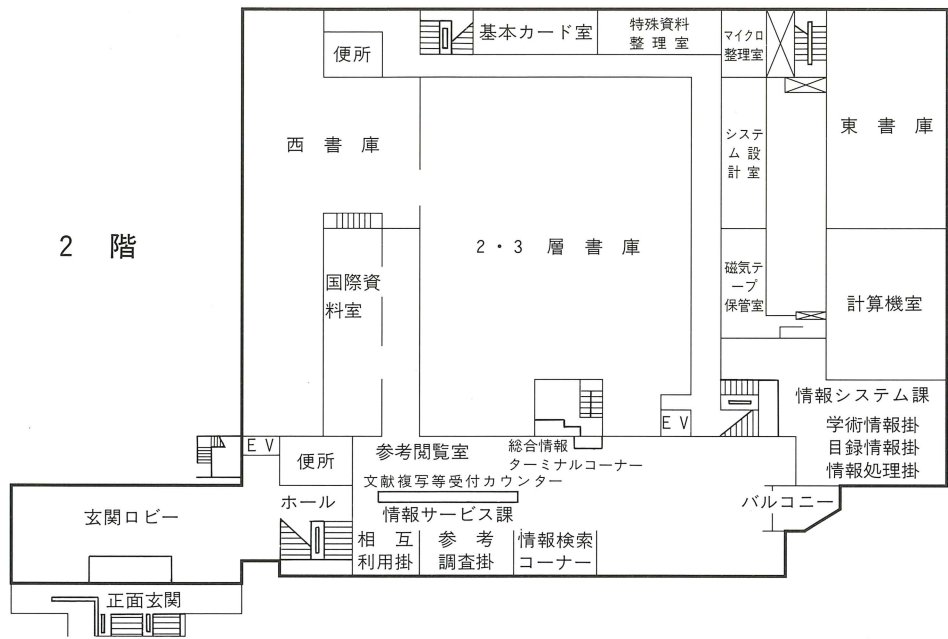 基本カード室
特殊資料
整理室
マイクロ
整理室
便所
西書庫
システ
ム設
計室
東書庫
2階
2・3層書庫
国際資
料室
磁気テ
ープ
保管室
計算機室
情報システム課
学術情報掛
目録情報掛
情報処理掛
EV
EV
便所
参考閲覧室
総合情報
ターミナルコーナー
文献複写等受付カウンター
ホール
情報サービス課
バルコニー
玄関ロビー
相互
利用掛
参考
調査掛
情報検索
コーナー
正面玄関